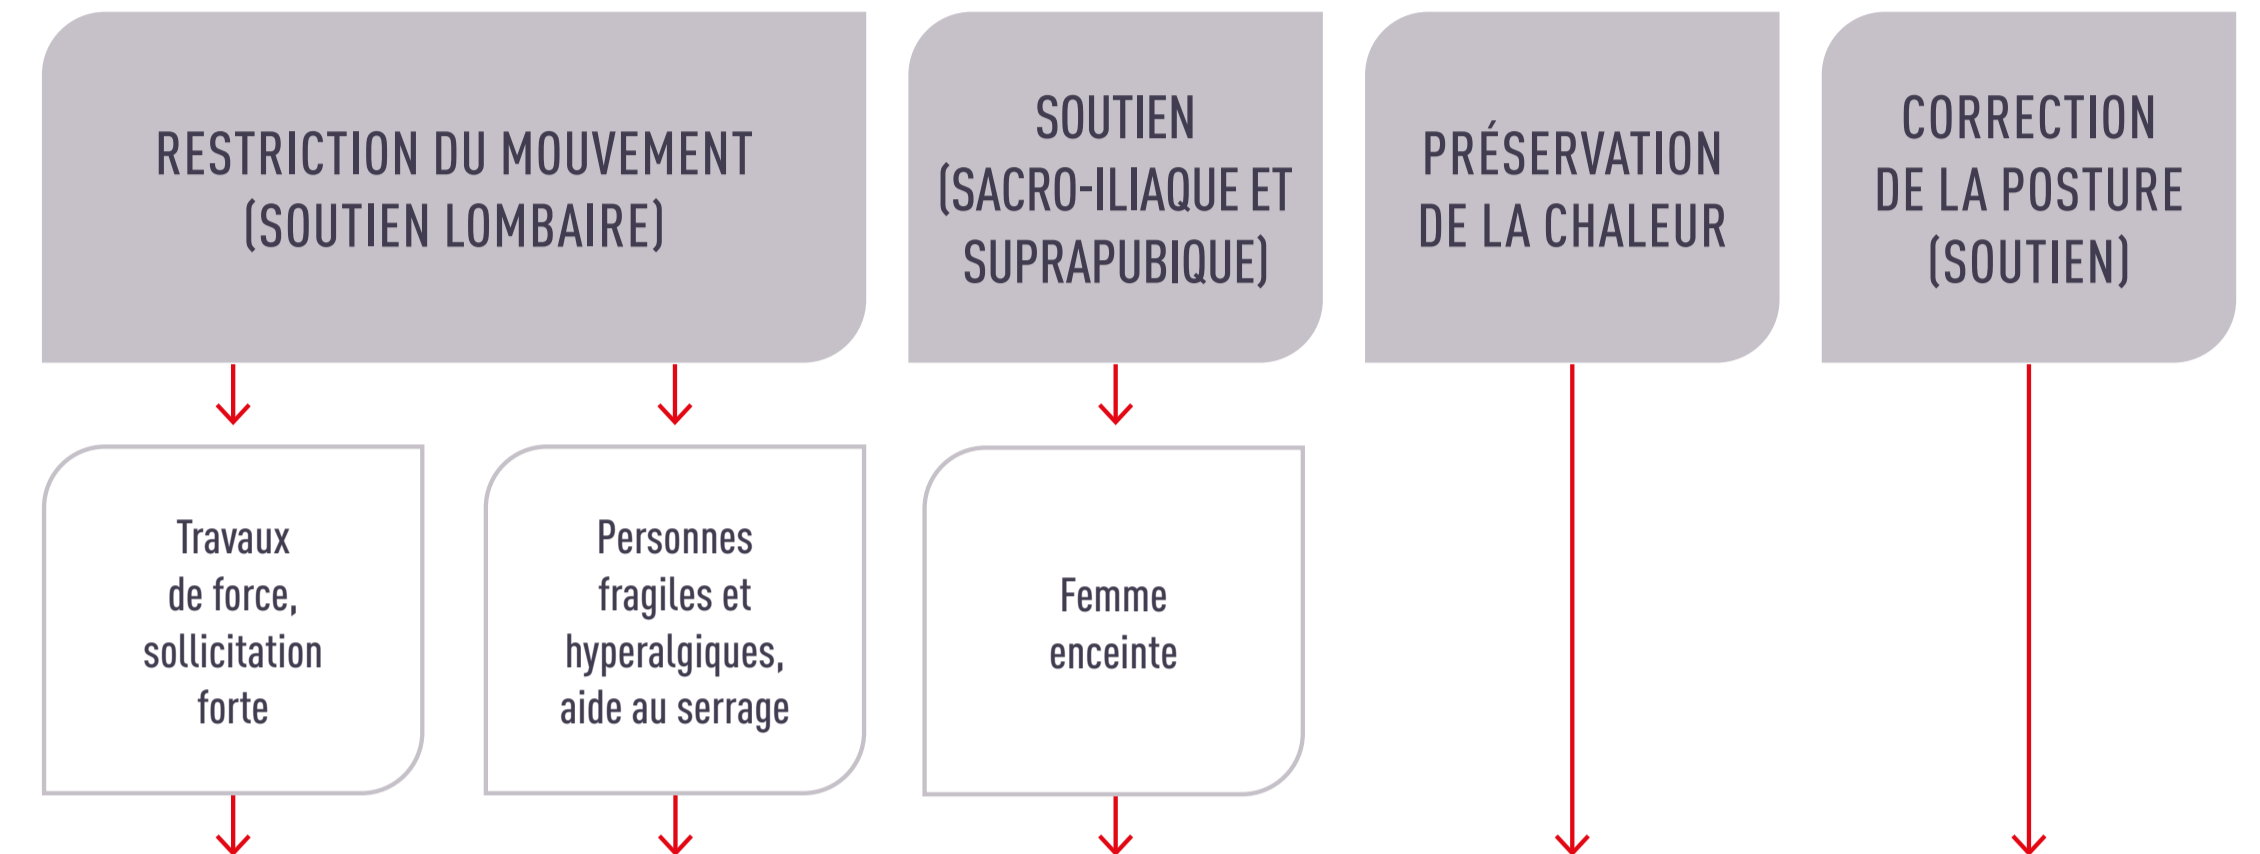 RESTRICTION DU MOUVEMENT
(SOUTIEN LOMBAIRE)
SOUTIEN
(SACRO-ILIAQUE ET
SUPRAPUBIQUE)
PRÉSERVATION
DE LA CHALEUR
CORRECTION
DE LA POSTURE
(SOUTIEN)
Travaux
de force,
sollicitation
forte
Personnes
fragiles et
hyperalgiques,
aide au serrage
Femme
enceinte